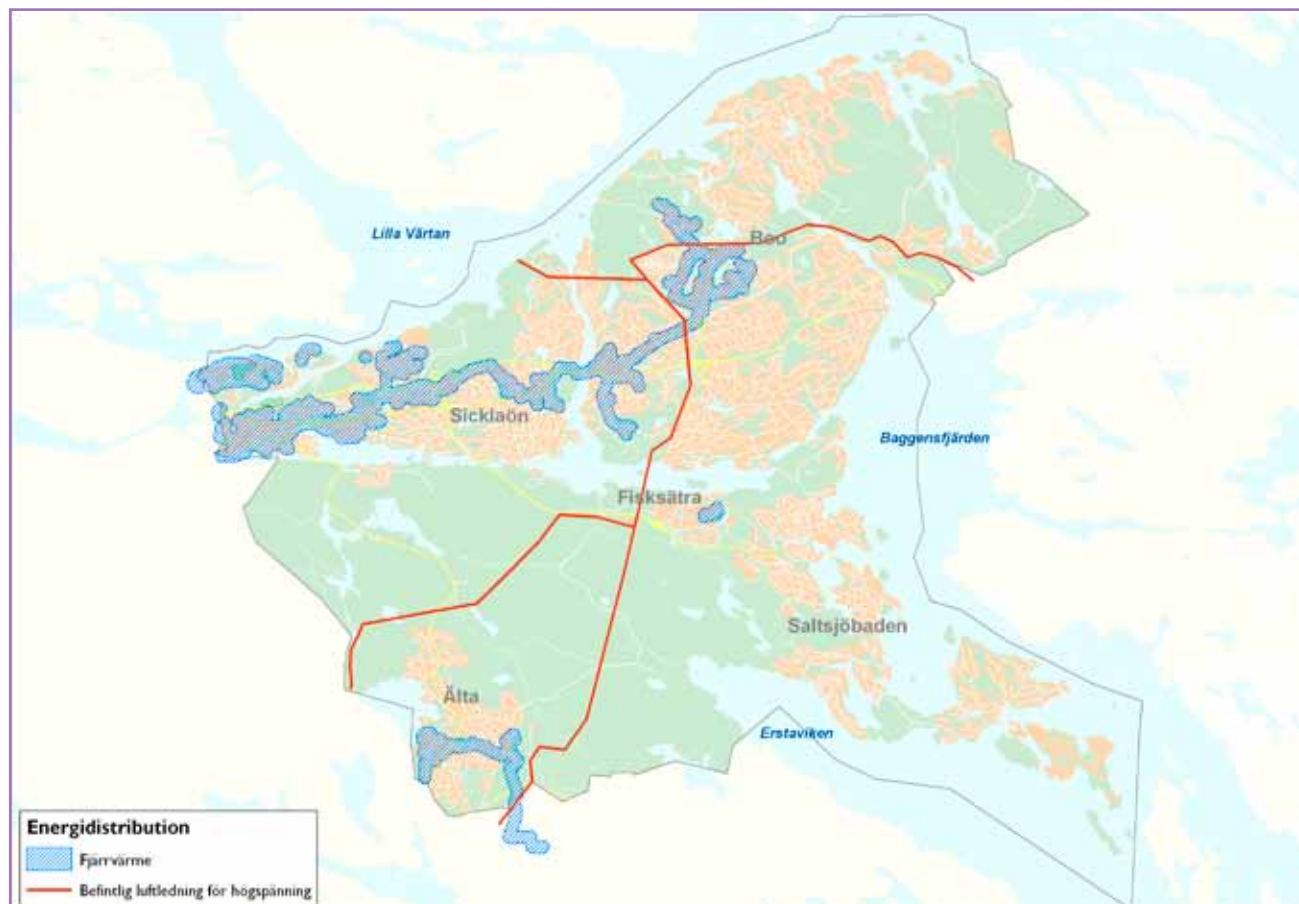 Lilla Värtan
Boo
Sicklaön
Baggensfjärden
Fisksätra
Saltsjöbaden
Älta
Erstaviken
Energidistribution
Fjärrvärme
Befintlig luftledning för högspänning